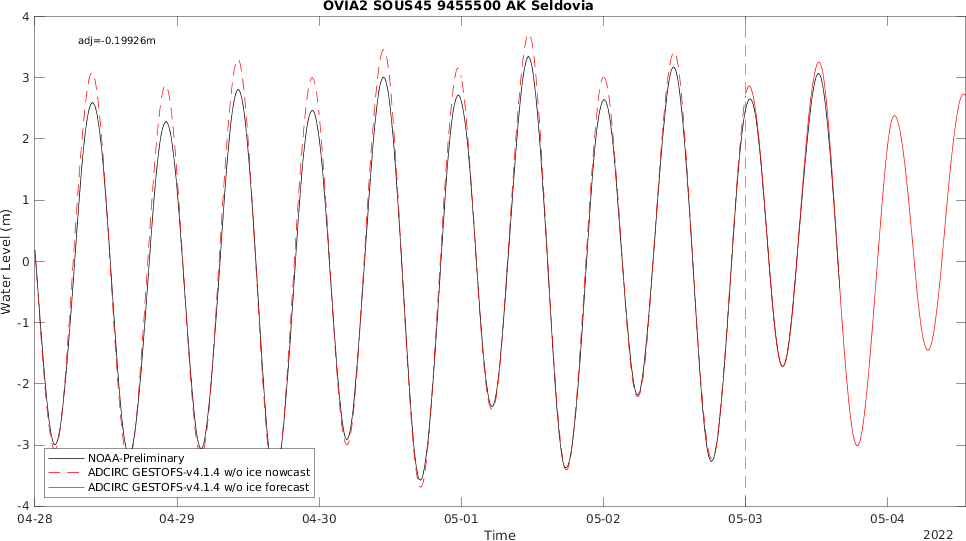 OVIA2 SOUS45 9455500 AK Seldovia
adj=-0.19926m
Water Level (m)
4
3
2
1
0
-1
-2
-3
-4
NOAA-Preliminary
ADCIRC GESTOFS-v4.1.4 w/o ice nowcast
ADCIRC GESTOFS-v4.1.4 w/o ice forecast
04-28 04-29 04-30 05-01 05-02 05-03 05-04
Time
2022